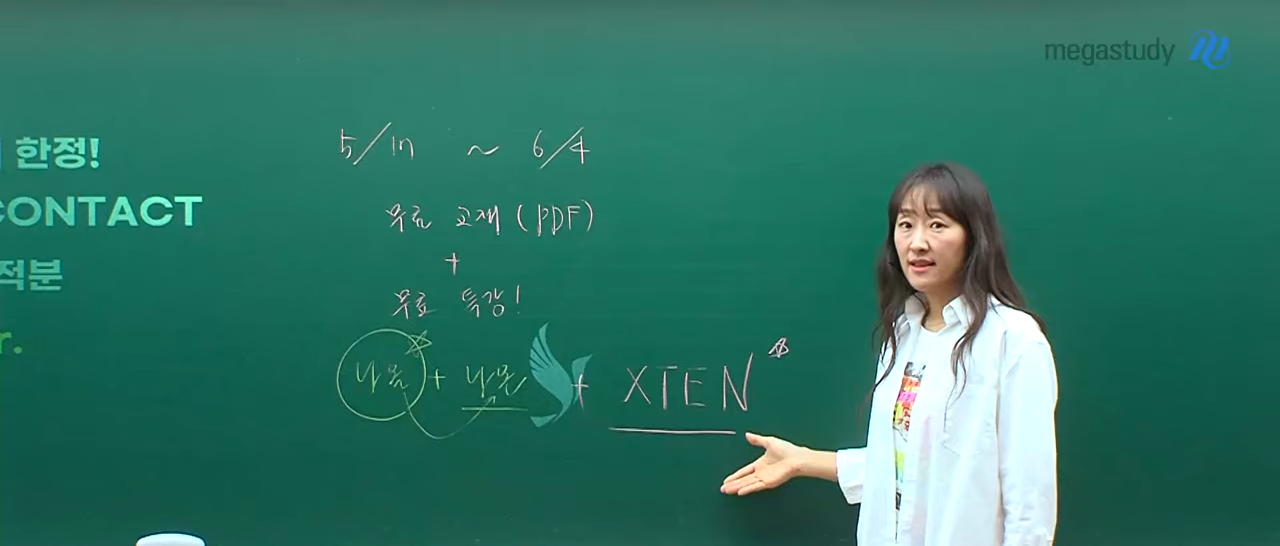 megastudy
한정!
CONTACT
적분
r.
5/17 ~ 6/4
무료 교재 (PDF)
+
무료 특강!
+ + XTEN